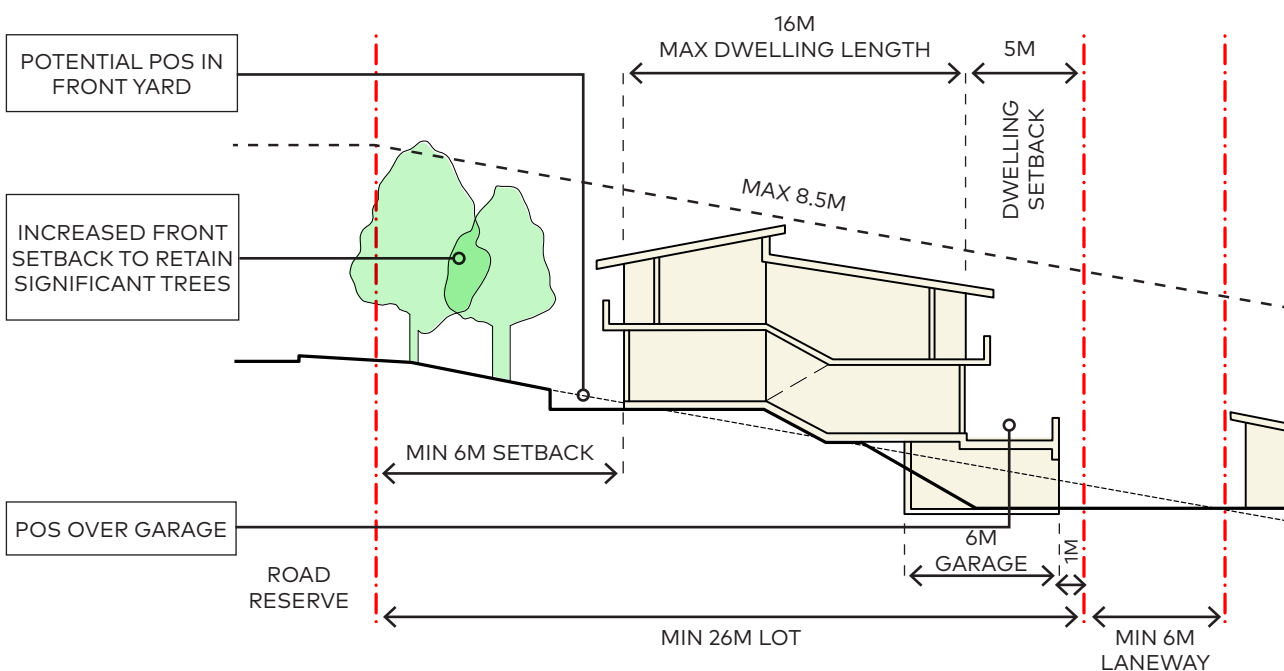 16M
MAX DWELLING LENGTH
5M
POTENTIAL POS IN
FRONT YARD
DWELLING
SETBACK
MAX 8.5M
INCREASED FRONT
SETBACK TO RETAIN
SIGNIFICANT TREES
MIN 6M SETBACK
POS OVER GARAGE
6M
GARAGE
1M
ROAD
RESERVE
MIN 26M LOT
MIN 6M
LANEWAY